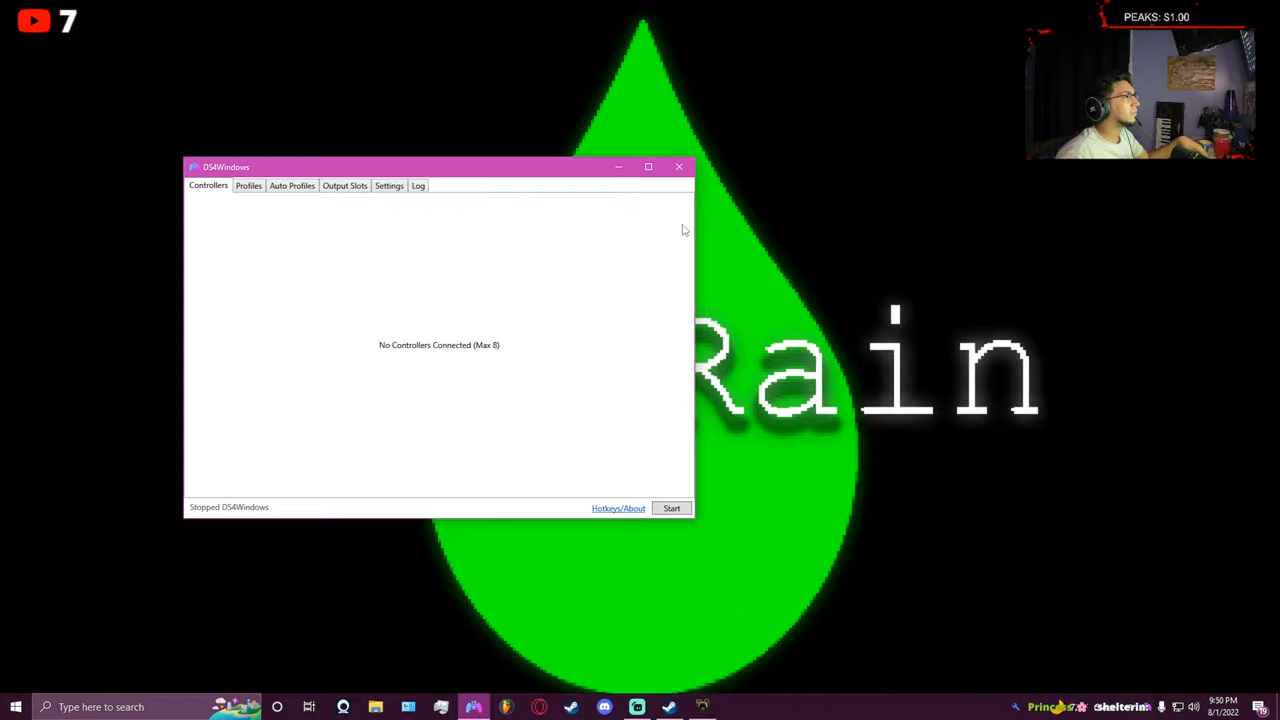 7
PEAKS: $1.00
DS4Windows
Controllers Profiles Auto Profiles Output Slots Settings Log
No Controllers Connected (Max 8)
Rain
Stopped DS4Windows
Hotkeys/About Start
Type here to search
9:50 PM
8/1/2022